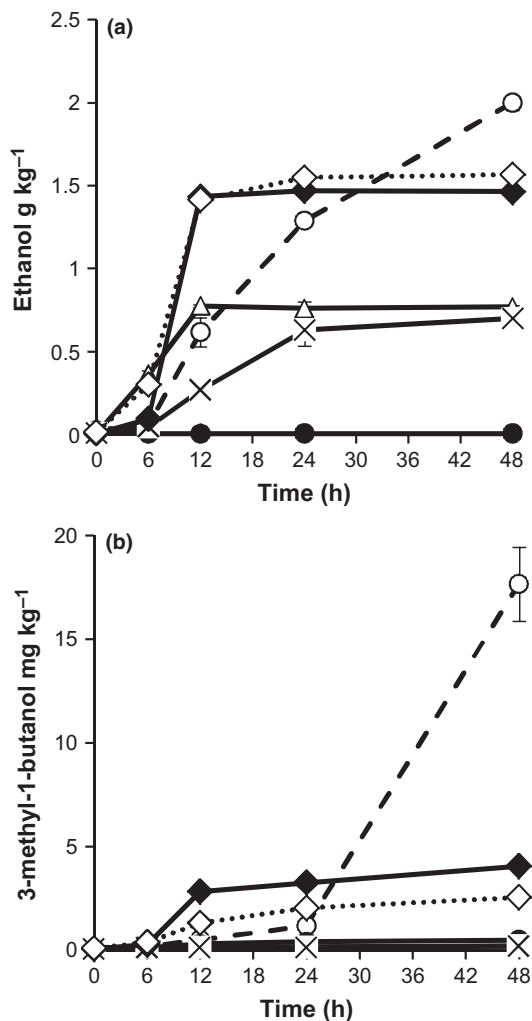 (a)
Ethanol g kg⁻¹
2.5
2
1.5
1
0.5
0
0 6 12 18 24 30 36 42 48
Time (h)
(b)
3-methyl-1-butanol mg kg⁻¹
20
15
10
5
0
0 6 12 18 24 30 36 42 48
Time (h)